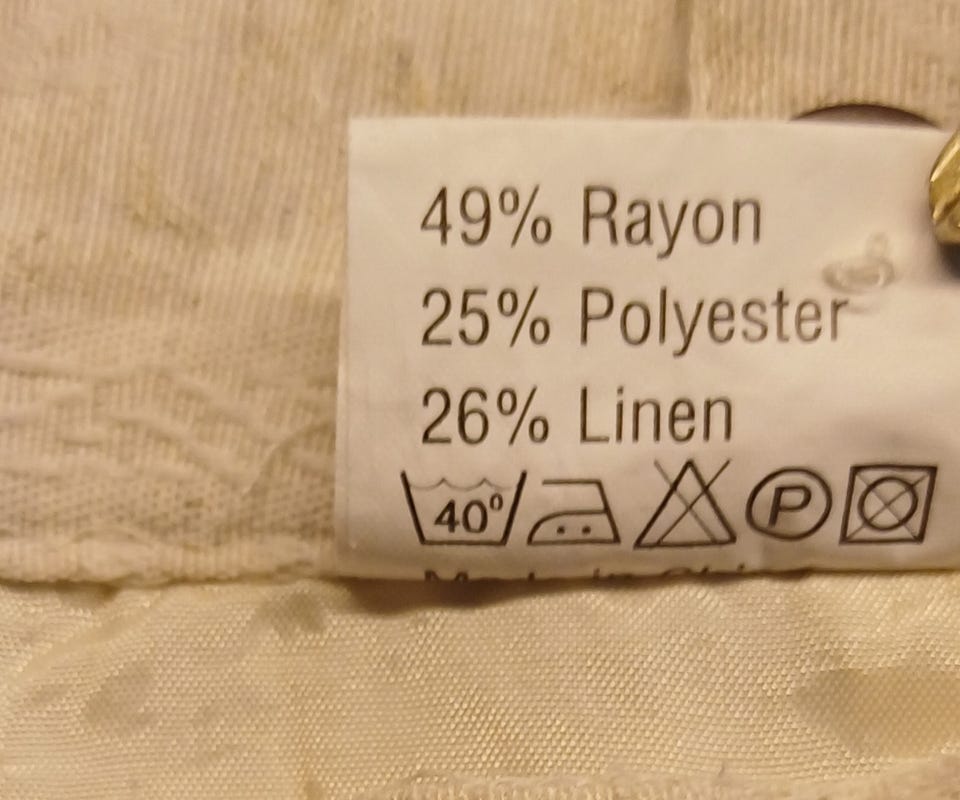 49% Rayon
25% Polyester
26% Linen
40° P